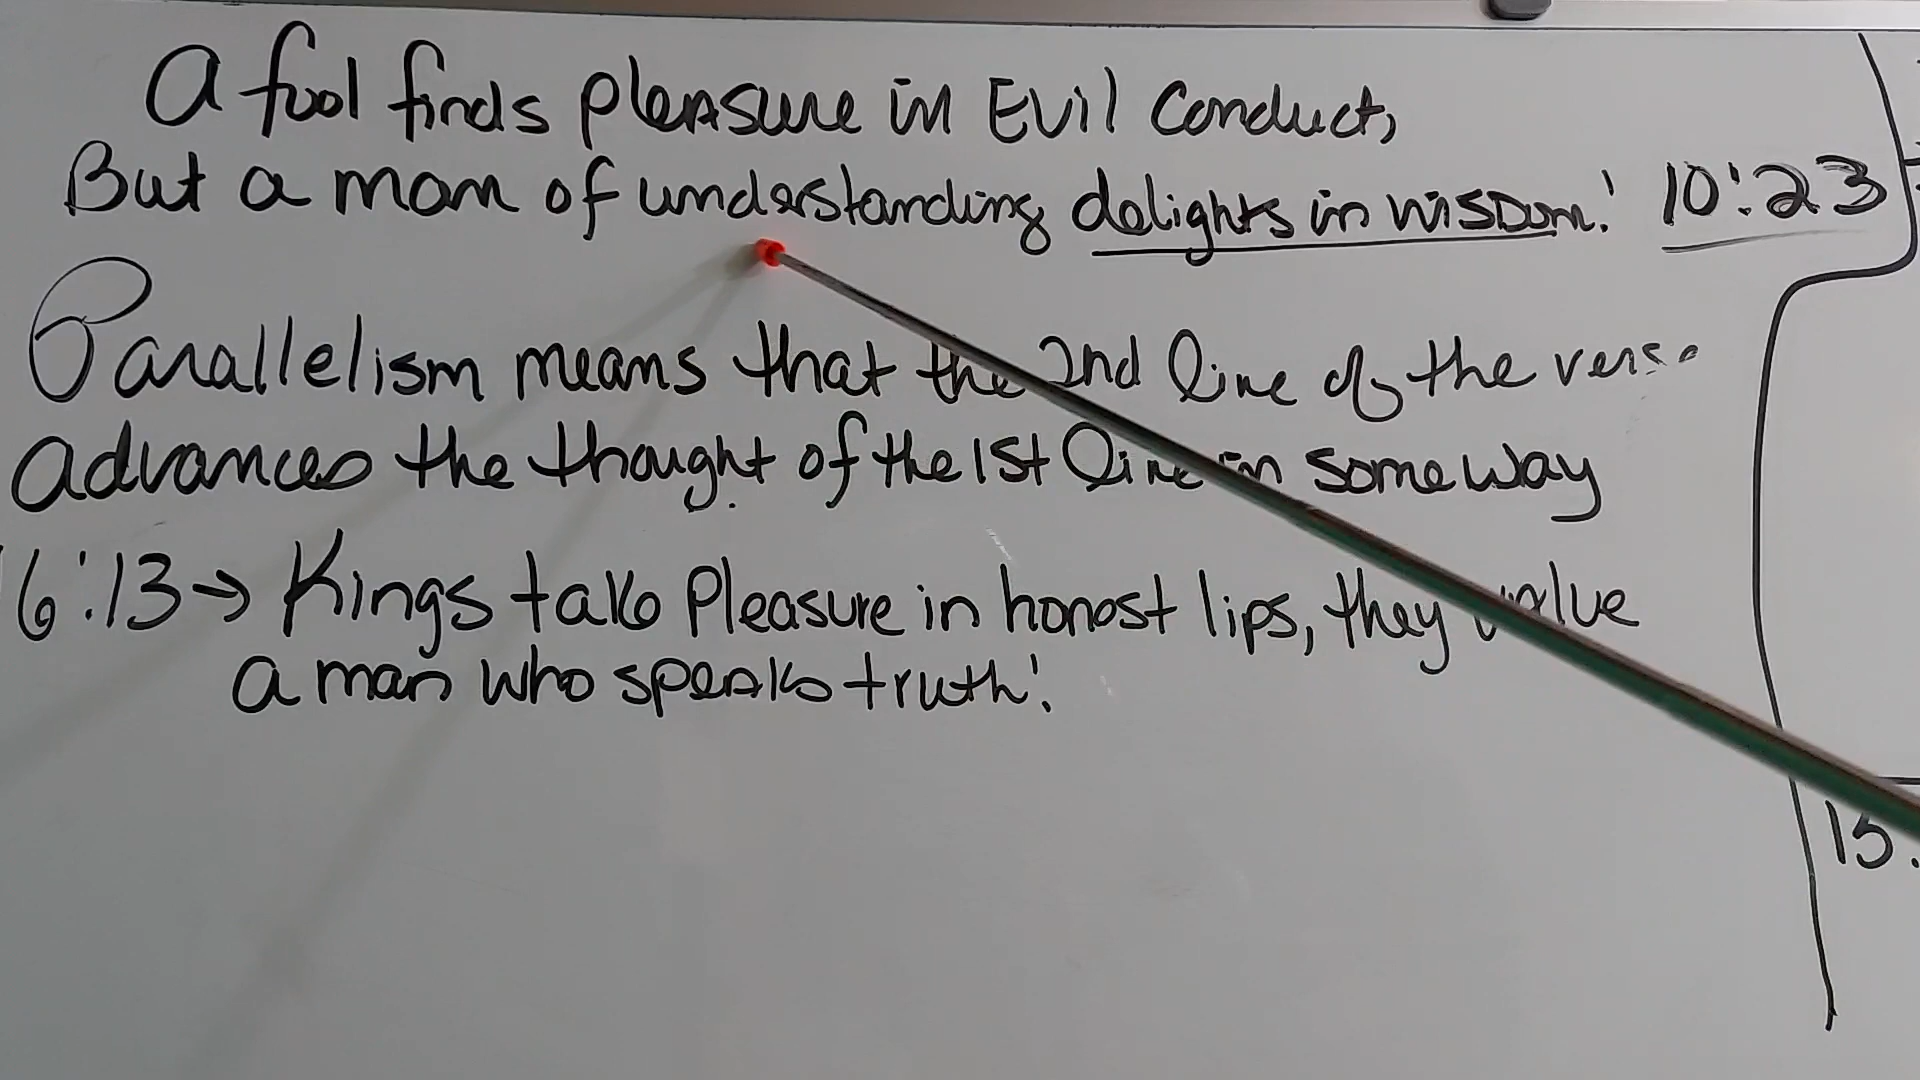 A fool finds pleasure in Evil Conduct,
But a man of understanding delights in wisdom! 10:23
Parallelism means that the 2nd line of the verse
advances the thought of the 1st line in some way
6:13 → Kings take Pleasure in honest lips, they value
a man who speaks truth!
15.